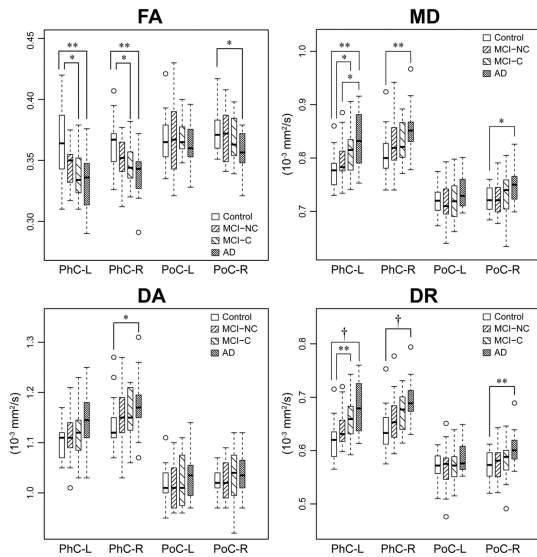 FA
0.45
0.40
0.35
0.30
**
*
**
*
*
Control
MCI-NC
MCI-C
AD
PhC-L PhC-R PoC-L PoC-R
MD
(10⁻³ mm²/s)
1.0
0.9
0.8
0.7
**
*
*
**
*
Control
MCI-NC
MCI-C
AD
PhC-L PhC-R PoC-L PoC-R
DA
(10⁻³ mm²/s)
1.3
1.2
1.1
1.0
*
Control
MCI-NC
MCI-C
AD
PhC-L PhC-R PoC-L PoC-R
DR
(10⁻³ mm²/s)
0.8
0.7
0.6
0.5
†
**
†
**
Control
MCI-NC
MCI-C
AD
PhC-L PhC-R PoC-L PoC-R